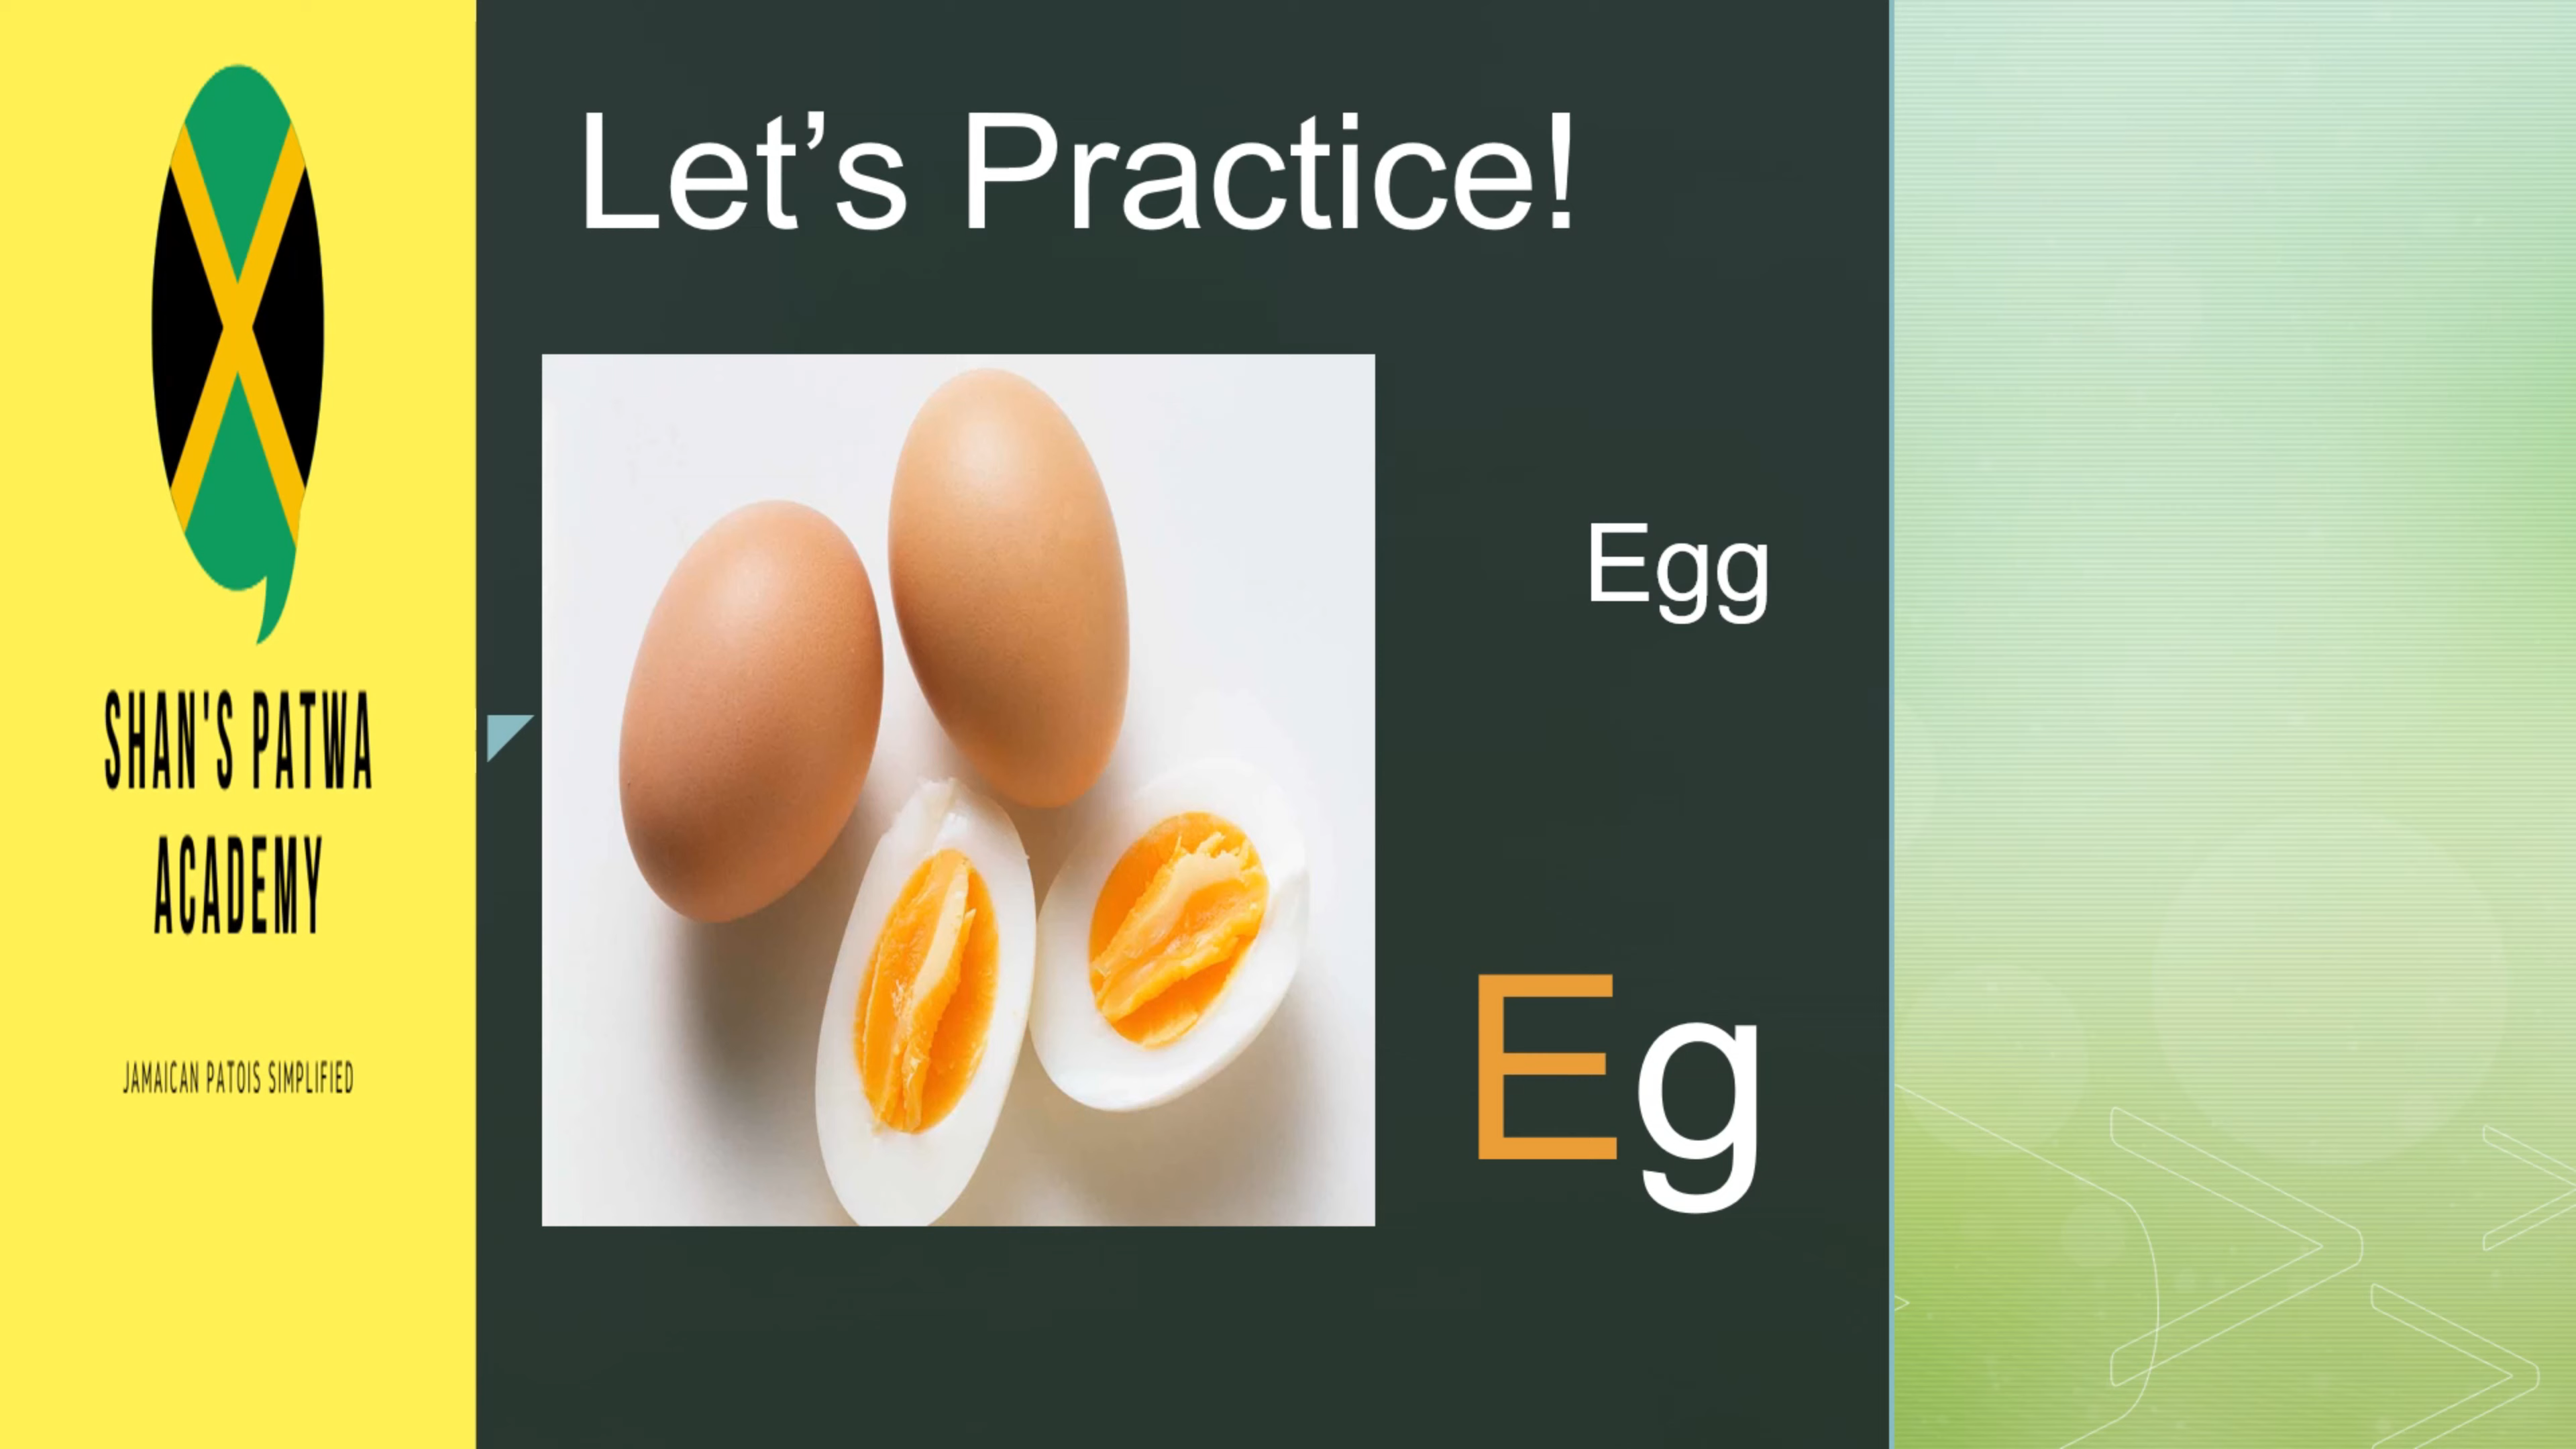 SHAN'S PATWA
ACADEMY
JAMAICAN PATOIS SIMPLIFIED
Let’s Practice!
Egg
Eg